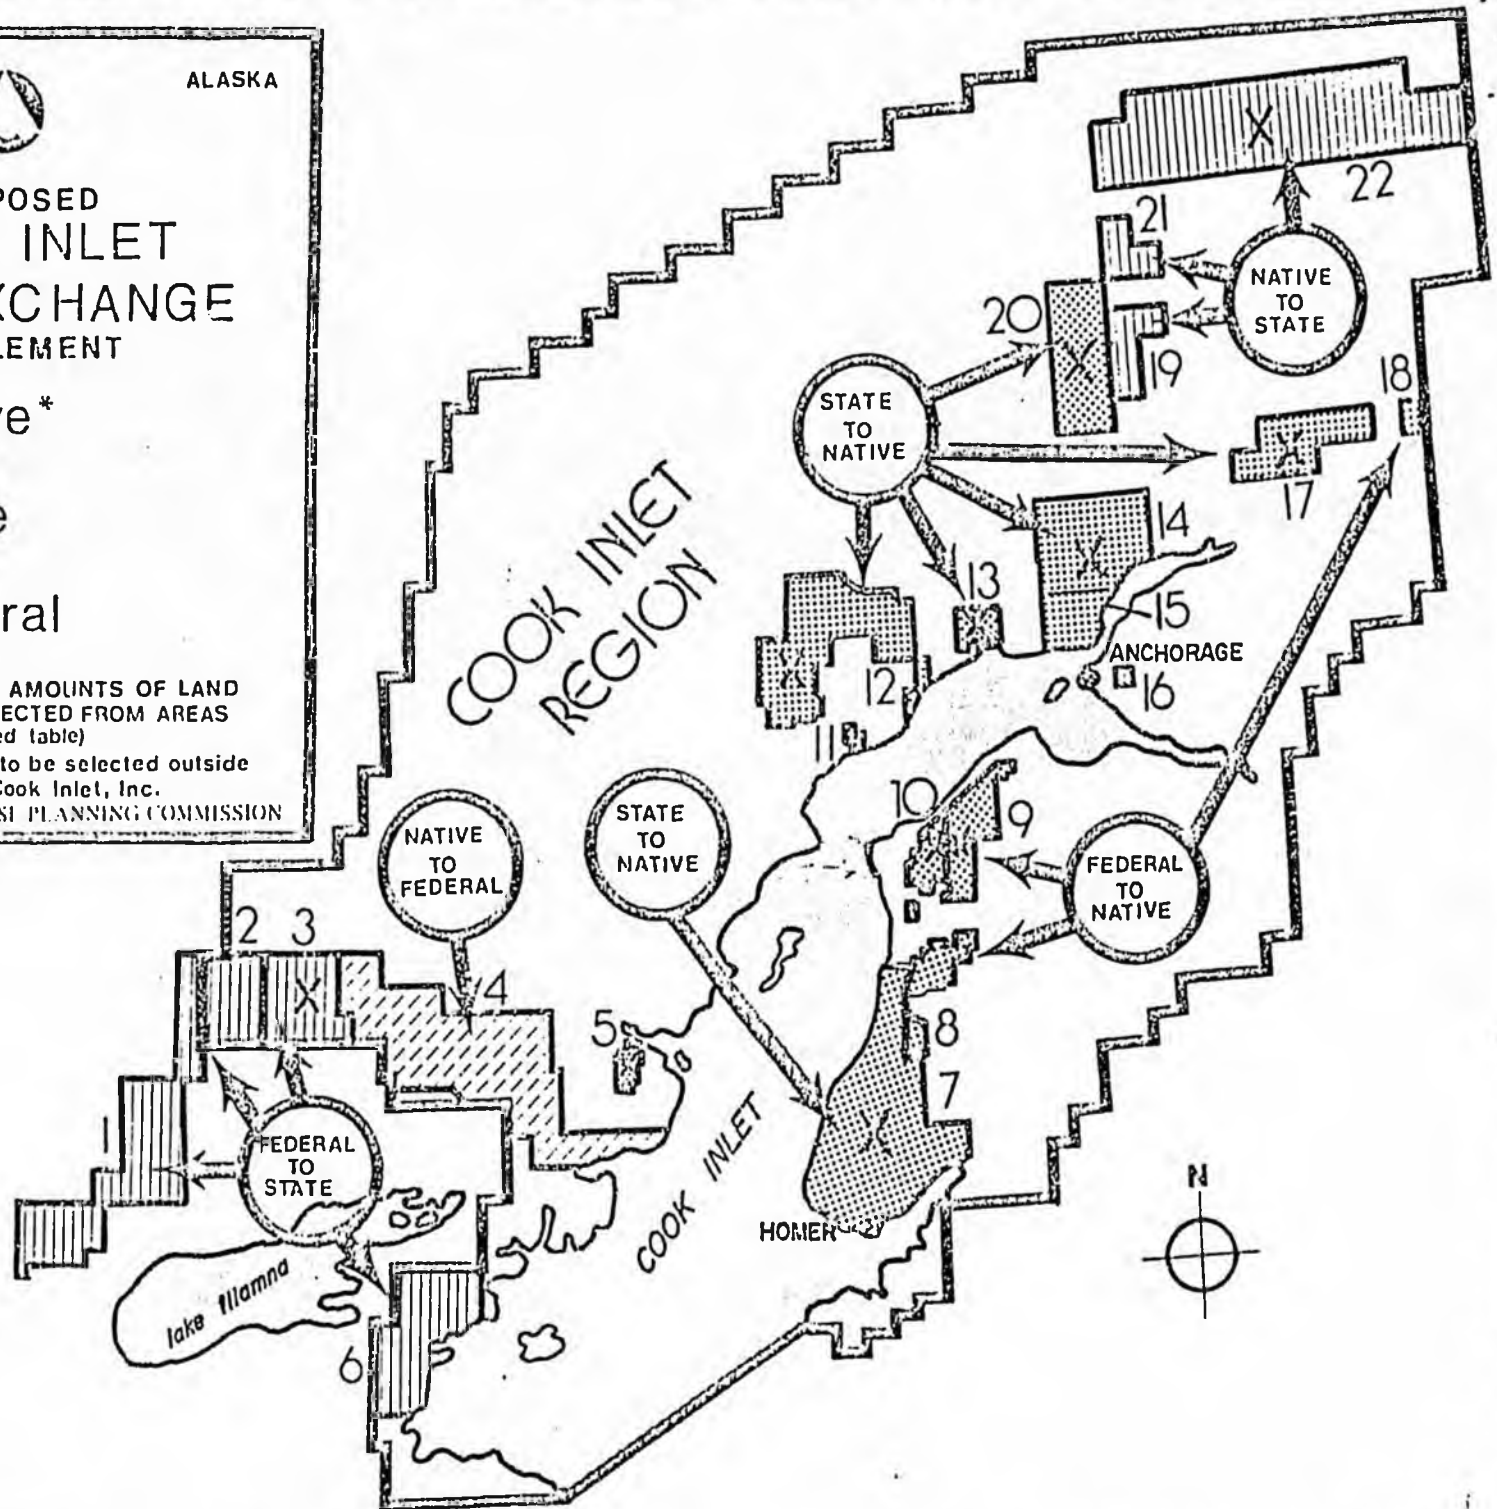 ALASKA
POSED
INLET
XCHANGE
LEMENT
ve*
e
ral
AMOUNTS OF LAND
ECTED FROM AREAS
ed table)
to be selected outside
Cook Inlet, Inc.
SE PLANNING COMMISSION
COOK INLET
REGION
22
21
NATIVE
TO
STATE
20
19
18
STATE
TO
NATIVE
17
14
13
15
ANCHORAGE
12
16
11
10
9
NATIVE
TO
FEDERAL
STATE
TO
NATIVE
FEDERAL
TO
NATIVE
2
3
4
5
8
7
1
FEDERAL
TO
STATE
COOK INLET
HOMER
N
lake Iliamna
6